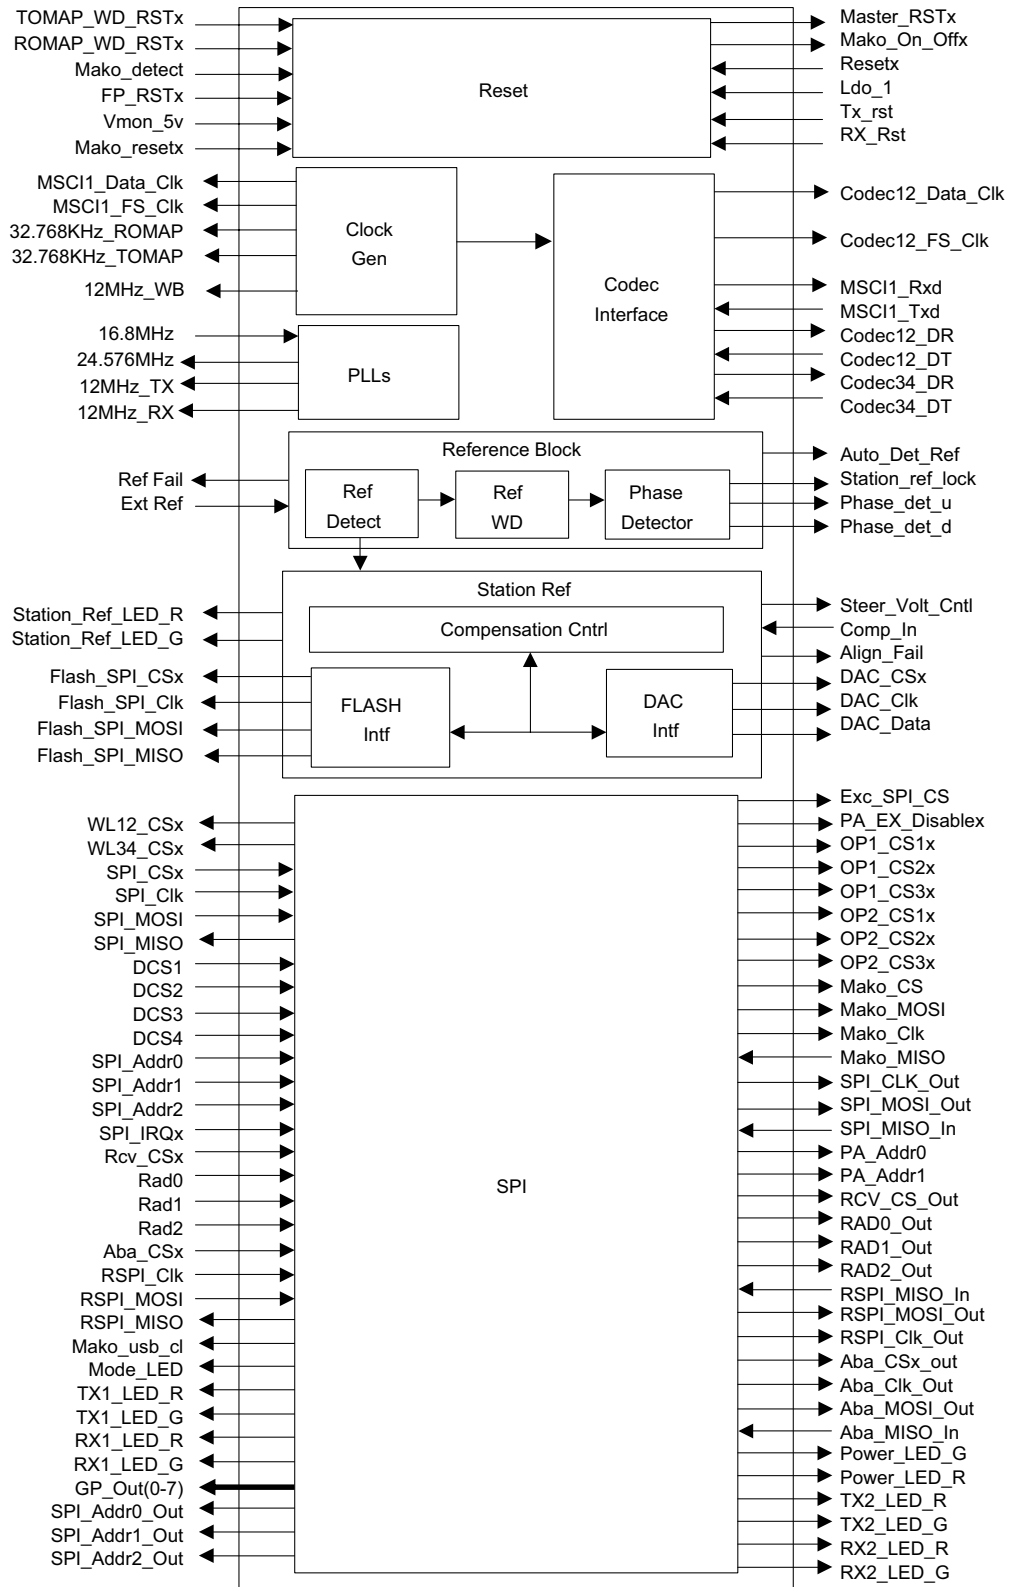 TOMAP_WD_RSTx
ROMAP_WD_RSTx
Mako_detect
FP_RSTx
Vmon_5v
Mako_resetx
Reset
Master_RSTx
Mako_On_Offx
Resetx
Ldo_1
Tx_rst
RX_Rst
MSCI1_Data_Clk
MSCI1_FS_Clk
32.768KHz_ROMAP
32.768KHz_TOMAP
12MHz_WB
Clock
Gen
16.8MHz
24.576MHz
12MHz_TX
12MHz_RX
PLLs
Codec
Interface
Codec12_Data_Clk
Codec12_FS_Clk
MSCI1_Rxd
MSCI1_Txd
Codec12_DR
Codec12_DT
Codec34_DR
Codec34_DT
Reference Block
Ref Fail
Ext Ref
Ref
Detect
Ref
WD
Phase
Detector
Auto_Det_Ref
Station_ref_lock
Phase_det_u
Phase_det_d
Station Ref
Compensation Cntrl
Station_Ref_LED_R
Station_Ref_LED_G
Flash_SPI_CSx
Flash_SPI_Clk
Flash_SPI_MOSI
Flash_SPI_MISO
FLASH
Intf
DAC
Intf
Steer_Volt_Cntl
Comp_In
Align_Fail
DAC_CSx
DAC_Clk
DAC_Data
WL12_CSx
WL34_CSx
SPI_CSx
SPI_Clk
SPI_MOSI
SPI_MISO
DCS1
DCS2
DCS3
DCS4
SPI_Addr0
SPI_Addr1
SPI_Addr2
SPI_IRQx
Rcv_CSx
Rad0
Rad1
Rad2
Aba_CSx
RSPI_Clk
RSPI_MOSI
RSPI_MISO
Mako_usb_cl
Mode_LED
TX1_LED_R
TX1_LED_G
RX1_LED_R
RX1_LED_G
GP_Out(0-7)
SPI_Addr0_Out
SPI_Addr1_Out
SPI_Addr2_Out
SPI
Exc_SPI_CS
PA_EX_Disablex
OP1_CS1x
OP1_CS2x
OP1_CS3x
OP2_CS1x
OP2_CS2x
OP2_CS3x
Mako_CS
Mako_MOSI
Mako_Clk
Mako_MISO
SPI_CLK_Out
SPI_MOSI_Out
SPI_MISO_In
PA_Addr0
PA_Addr1
RCV_CS_Out
RAD0_Out
RAD1_Out
RAD2_Out
RSPI_MISO_In
RSPI_MOSI_Out
RSPI_Clk_Out
Aba_CSx_out
Aba_Clk_Out
Aba_MOSI_Out
Aba_MISO_In
Power_LED_G
Power_LED_R
TX2_LED_R
TX2_LED_G
RX2_LED_R
RX2_LED_G